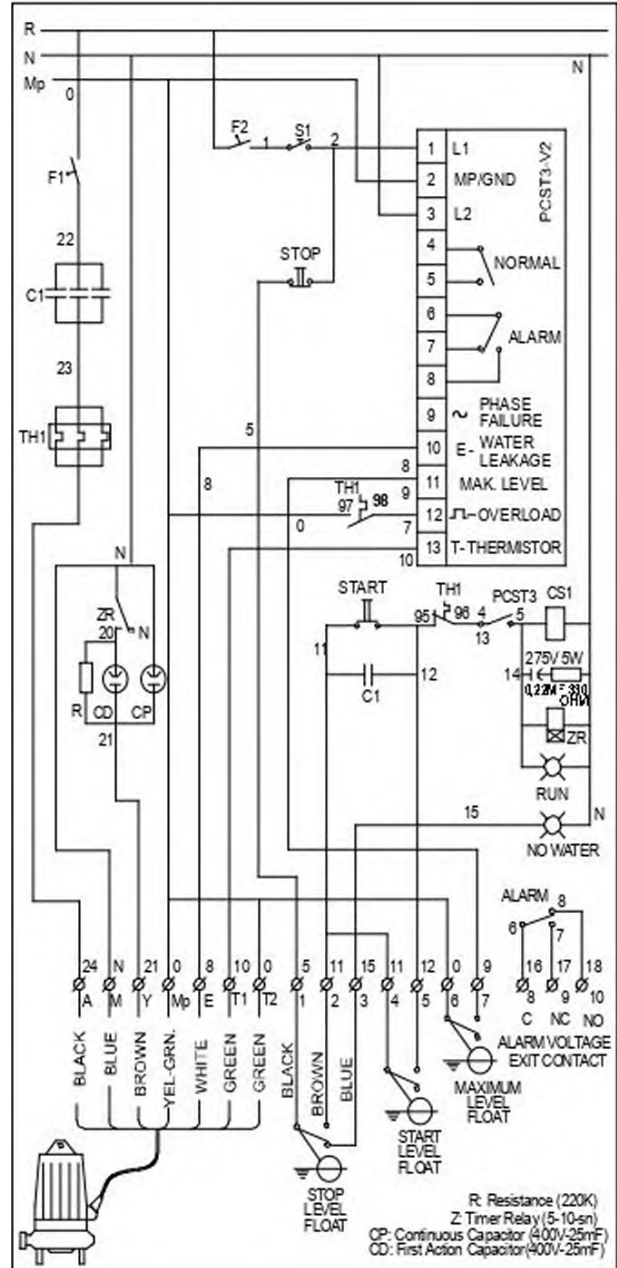 R
N
N
Mp
0
F2
1
S1
2
1 L1
2 MP/GND
3 L2
PCST3-V2
F1
4
5
NORMAL
22
STOP
C1
6
7
ALARM
8
23
9 ~ PHASE FAILURE
TH1
5
10 E- WATER LEAKAGE
8
8
11 MAK. LEVEL
9
TH1
97
98
12 OVERLOAD
0
7
13 T-THERMISTOR
10
N
START
TH1
PCST3
CS1
ZR
20
N
95
96
4
5
13
11
275V 5W
14
12
C1
0,22M = 330
OHM
R
CD
CP
ZR
21
RUN
15
N
NO WATER
ALARM
8
6
7
24 N 21 0 8 10 0 5 11 15 11 12 0 9 16 17 18
A M Y Mp E T1 T2 1 2 3 4 5 6 7 8 9 10
C NC NO
BLACK
BLUE
BROWN
YEL-GRN.
WHITE
GREEN
GREEN
BLACK
BROWN
BLUE
ALARM VOLTAGE
EXIT CONTACT
MAXIMUM
LEVEL
FLOAT
START
LEVEL
FLOAT
STOP
LEVEL
FLOAT
R: Resistance (220K)
Z: Timer Relay (5-10-sn)
CP: Continuous Capacitor (400V-25mF)
CD: First Action Capacitor(400V-25mF)